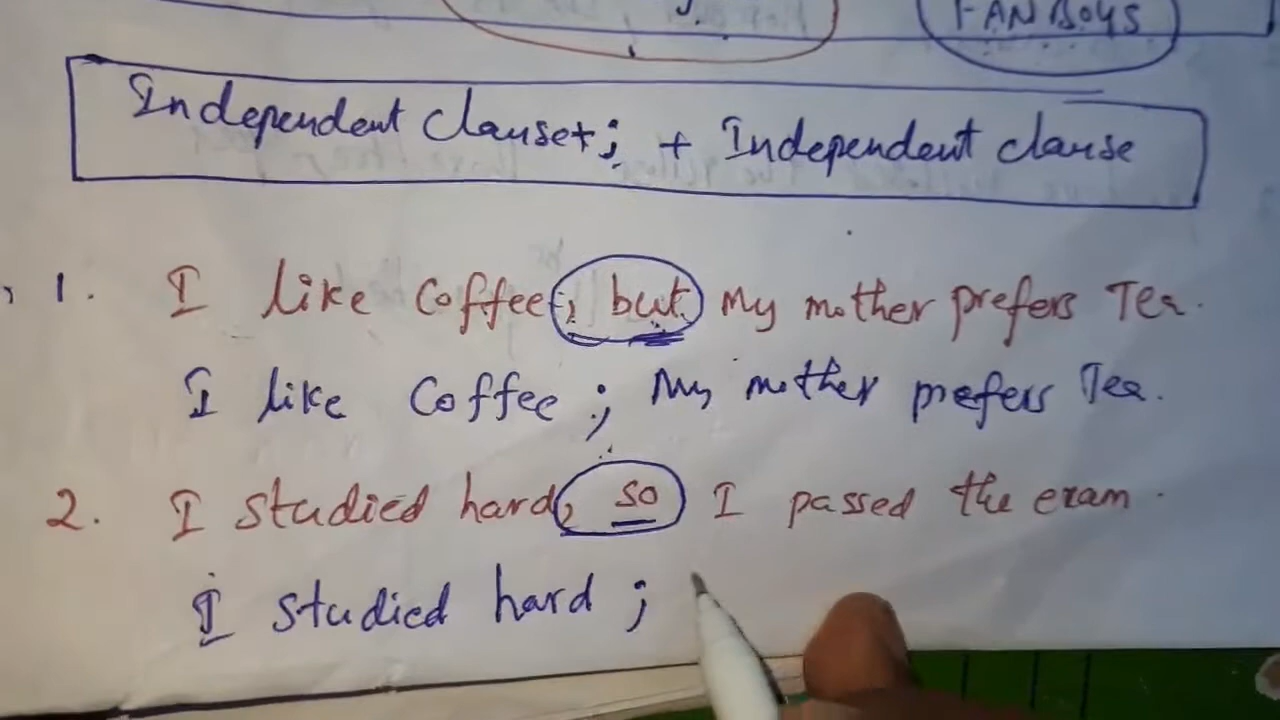 FANBOYS
Independent Clause+; + Independent clause
1. I like Coffee, but My mother prefers Tea.
I like Coffee ; My mother prefers Tea.
2. I studied hard, so I passed the exam.
I studied hard ;